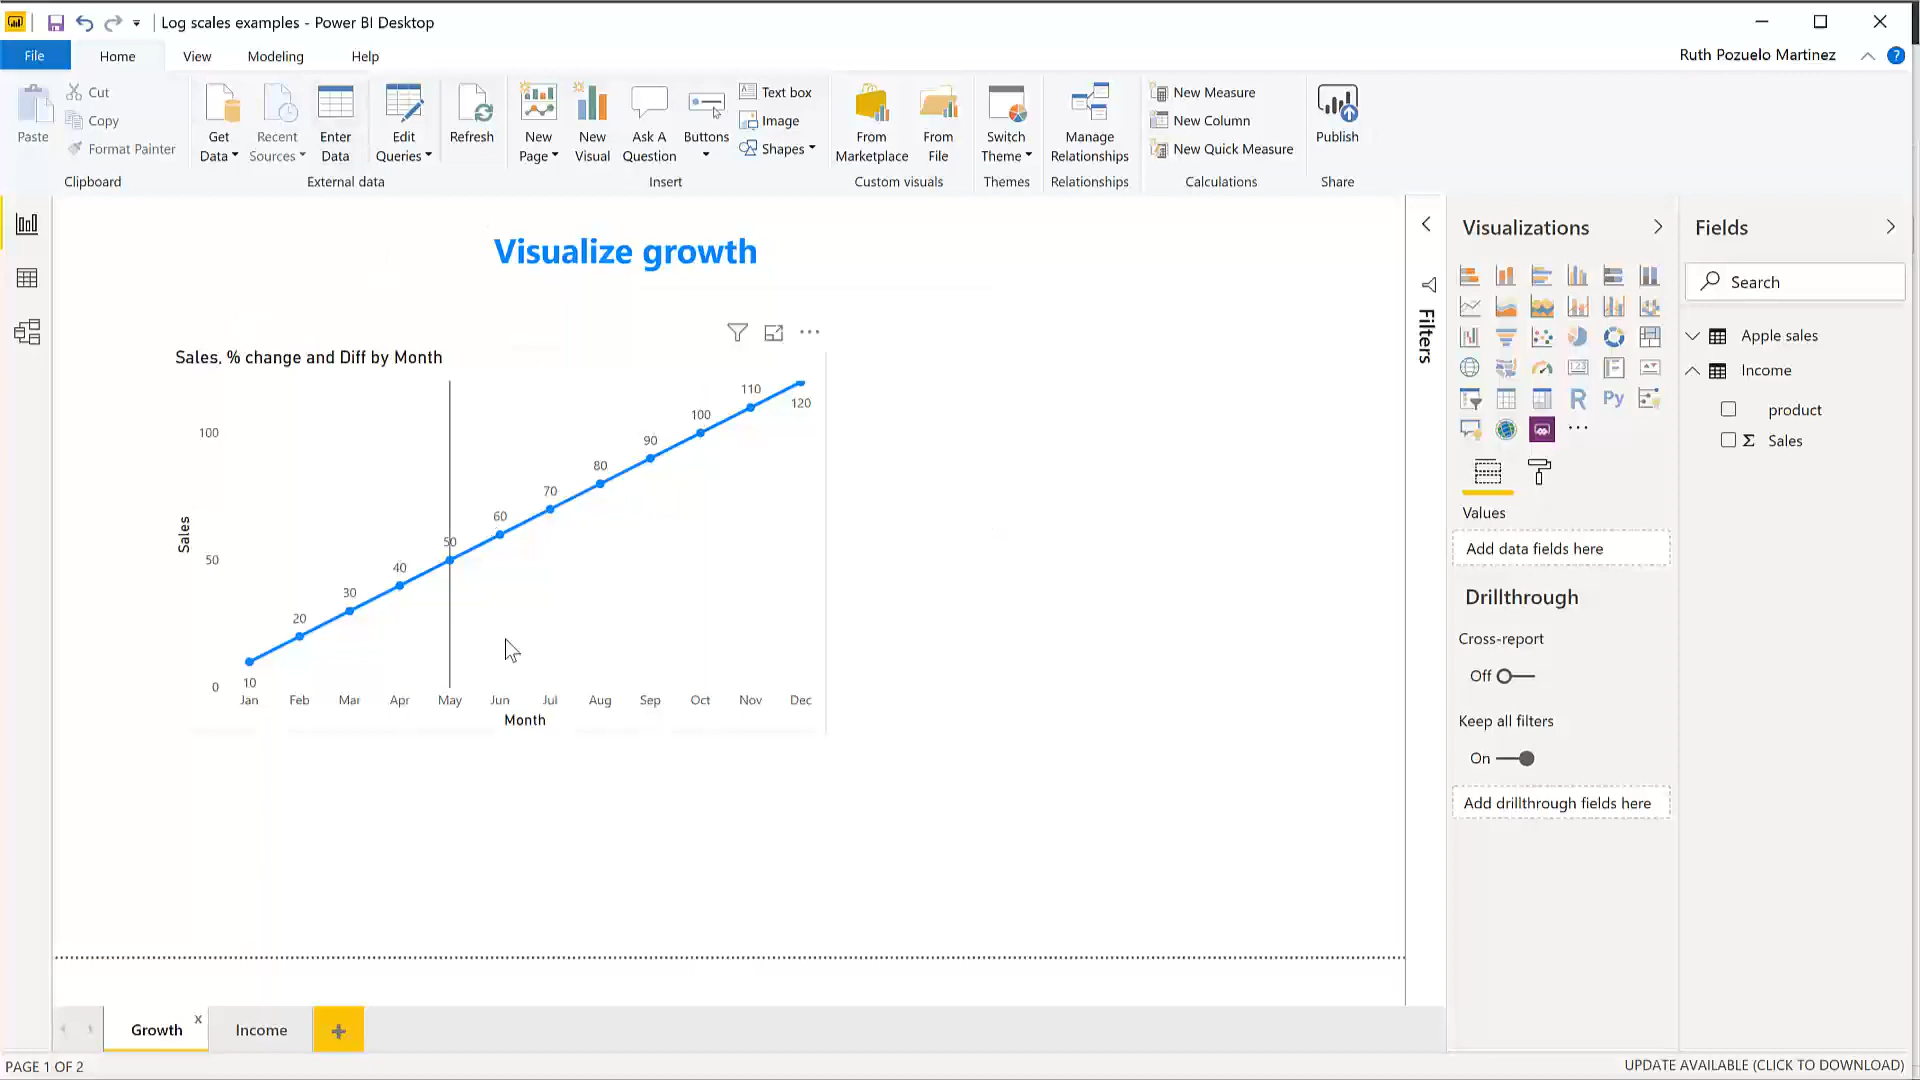 Log scales examples - Power BI Desktop
File Home View Modeling Help
Ruth Pozuelo Martinez
?
Paste
Cut
Copy
Format Painter
Clipboard
Get Data
Recent Sources
Enter Data
Edit Queries
Refresh
External data
New Page
New Visual
Ask A Question
Buttons
Text box
Image
Shapes
Insert
From Marketplace
From File
Custom visuals
Switch Theme
Themes
Manage Relationships
Relationships
New Measure
New Column
New Quick Measure
Calculations
Publish
Share
Visualize growth
Sales, % change and Diff by Month
Sales
100
50
0
10
20
30
40
50
60
70
80
90
100
110
120
Jan Feb Mar Apr May Jun Jul Aug Sep Oct Nov Dec
Month
Filters
Visualizations
R Py
Values
Add data fields here
Drillthrough
Cross-report
Off
Keep all filters
On
Add drillthrough fields here
Fields
Search
Apple sales
Income
product
Σ Sales
Growth x
Income
+
PAGE 1 OF 2
UPDATE AVAILABLE (CLICK TO DOWNLOAD)